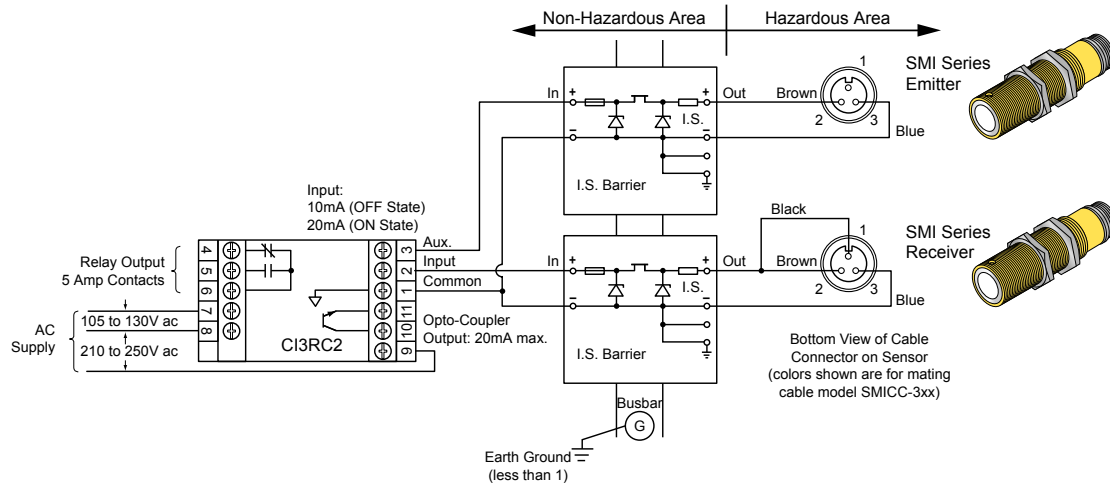 Non-Hazardous Area
Hazardous Area
SMI Series
Emitter
In
+
+
Out
Brown
1
2
3
I.S.
–
–
Blue
I.S. Barrier
Input:
10mA (OFF State)
20mA (ON State)
Black
SMI Series
Receiver
Relay Output
5 Amp Contacts
4
5
6
7
8
3
2
1
11
10
9
Aux.
Input
Common
In
+
+
Out
Brown
1
2
3
I.S.
–
–
Blue
AC
Supply
105 to 130V ac
210 to 250V ac
CI3RC2
Opto-Coupler
Output: 20mA max.
I.S. Barrier
Bottom View of Cable
Connector on Sensor
(colors shown are for mating
cable model SMICC-3xx)
Busbar
G
Earth Ground
(less than 1)